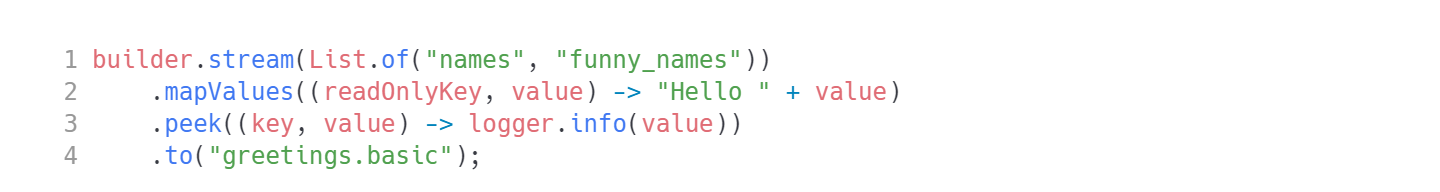 1 builder.stream(List.of("names", "funny_names"))
2     .mapValues((readOnlyKey, value) -> "Hello " + value)
3     .peek((key, value) -> logger.info(value))
4     .to("greetings.basic");